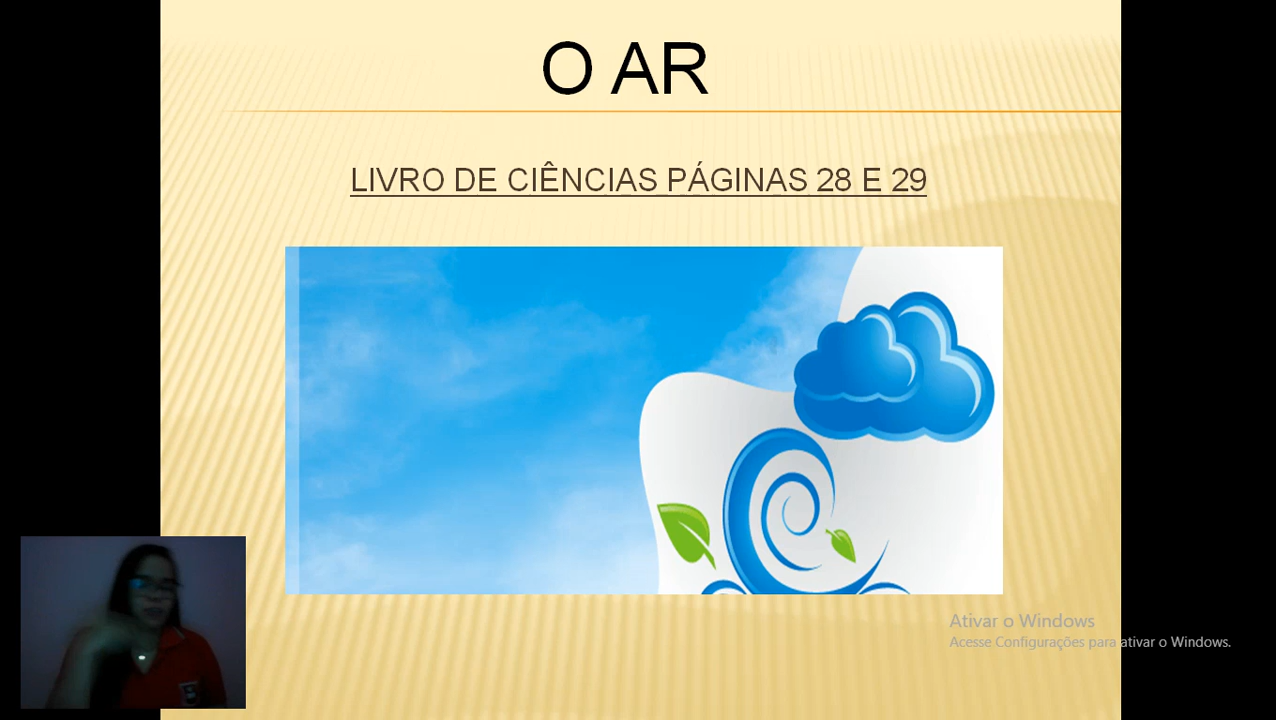 O AR
LIVRO DE CIÊNCIAS PÁGINAS 28 E 29
Ativar o Windows
Acesse Configurações para ativar o Windows.